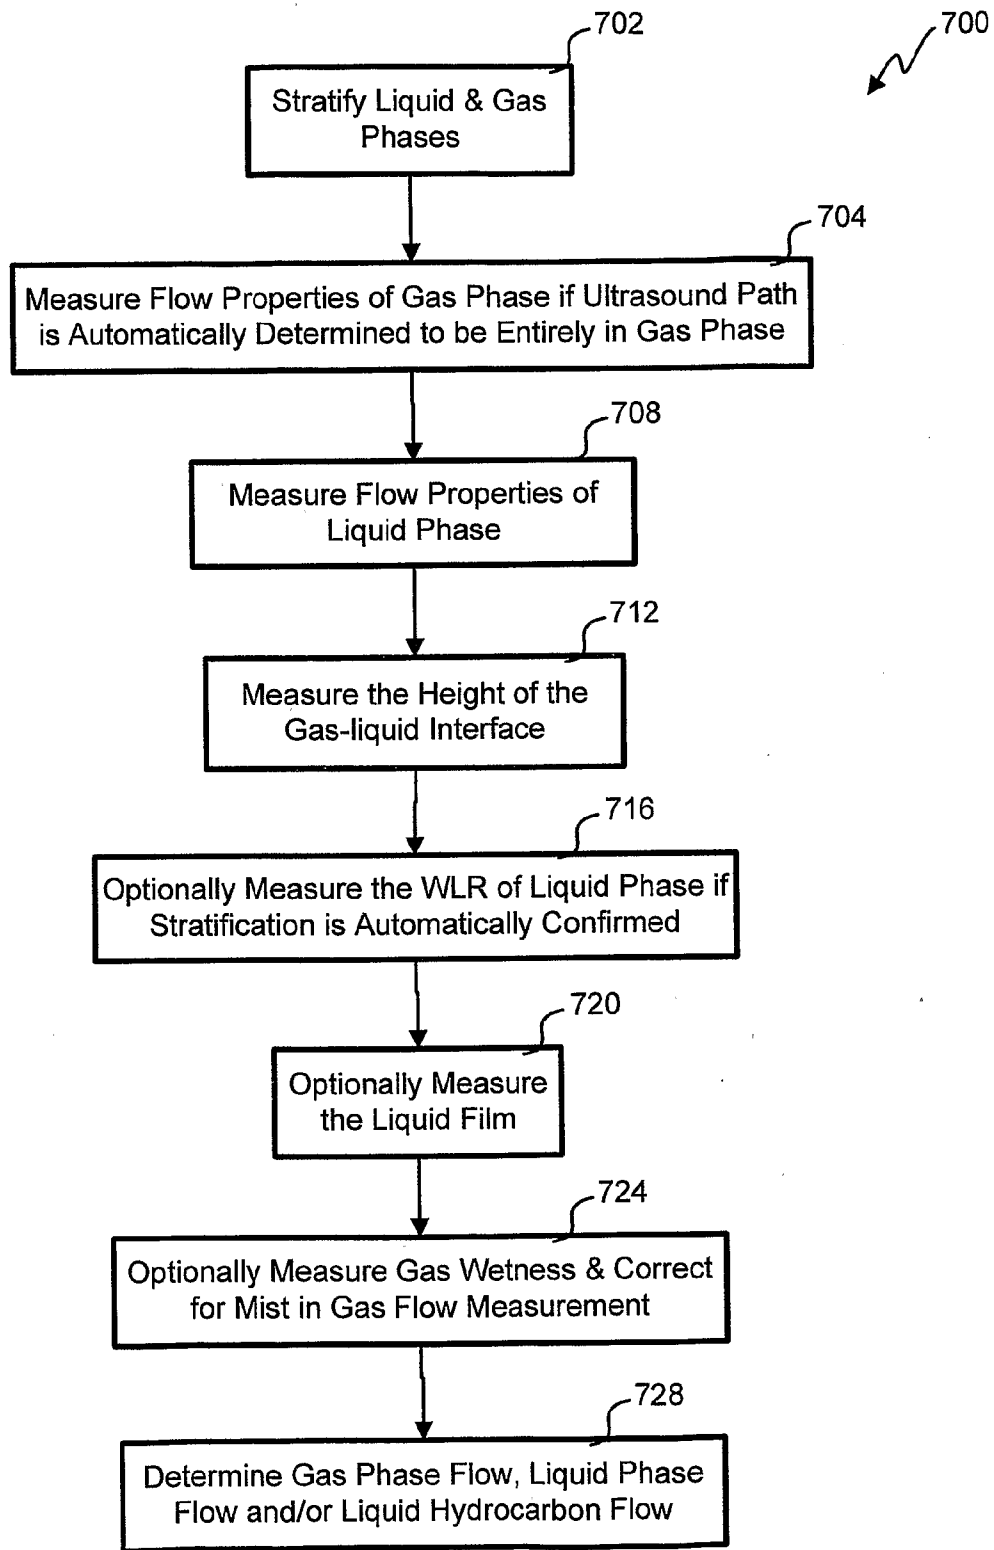 702
700
Stratify Liquid & Gas
Phases
704
Measure Flow Properties of Gas Phase if Ultrasound Path
is Automatically Determined to be Entirely in Gas Phase
708
Measure Flow Properties of
Liquid Phase
712
Measure the Height of the
Gas-liquid Interface
716
Optionally Measure the WLR of Liquid Phase if
Stratification is Automatically Confirmed
720
Optionally Measure
the Liquid Film
724
Optionally Measure Gas Wetness & Correct
for Mist in Gas Flow Measurement
728
Determine Gas Phase Flow, Liquid Phase
Flow and/or Liquid Hydrocarbon Flow